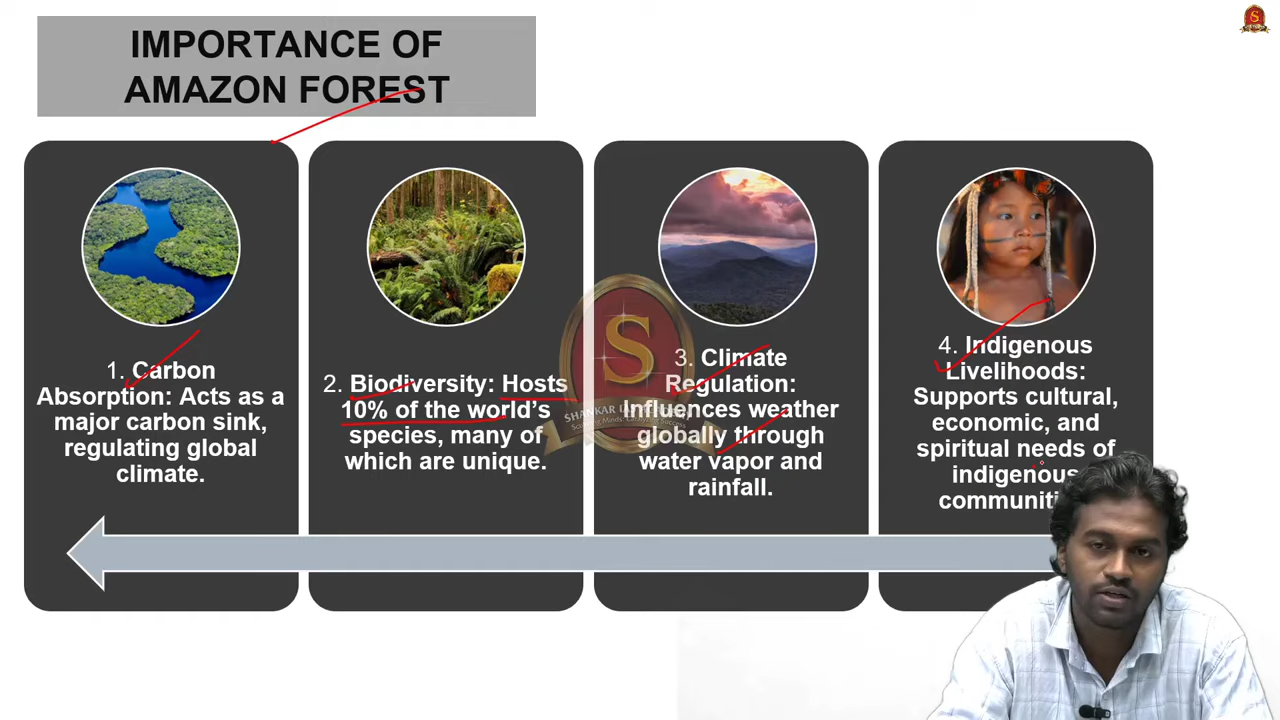 IMPORTANCE OF
AMAZON FOREST
1. Carbon
Absorption: Acts as a
major carbon sink,
regulating global
climate.
2. Biodiversity: Hosts
10% of the world's
species, many of
which are unique.
3. Climate
Regulation:
Influences weather
globally through
water vapor and
rainfall.
4. Indigenous
Livelihoods:
Supports cultural,
economic, and
spiritual needs of
indigenous
S
S